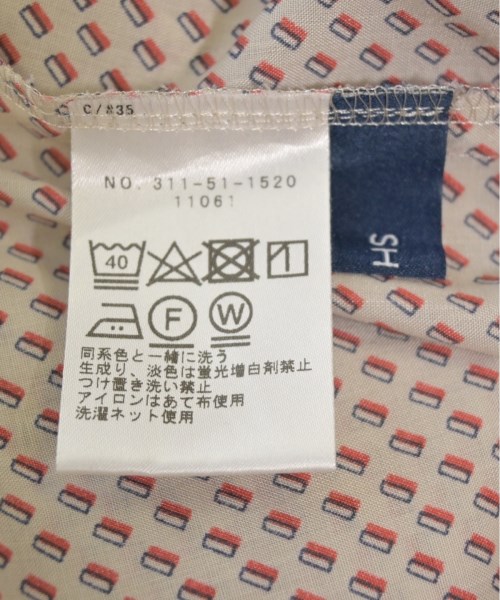 C/835
NO. 311-51-1520
11061
40
F
W
同系色と一緒に洗う
生成り、淡色は蛍光増白剤禁止
つけ置き洗い禁止
アイロンはあて布使用
洗濯ネット使用
SH